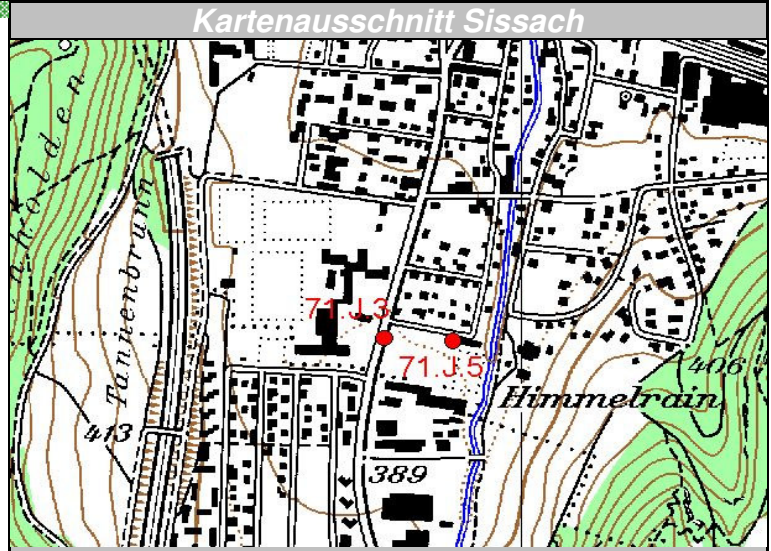 Kartenausschnitt Sissach
Tannenbrunn
71.J.3
71.J.5
406
Himmelrain
413
389